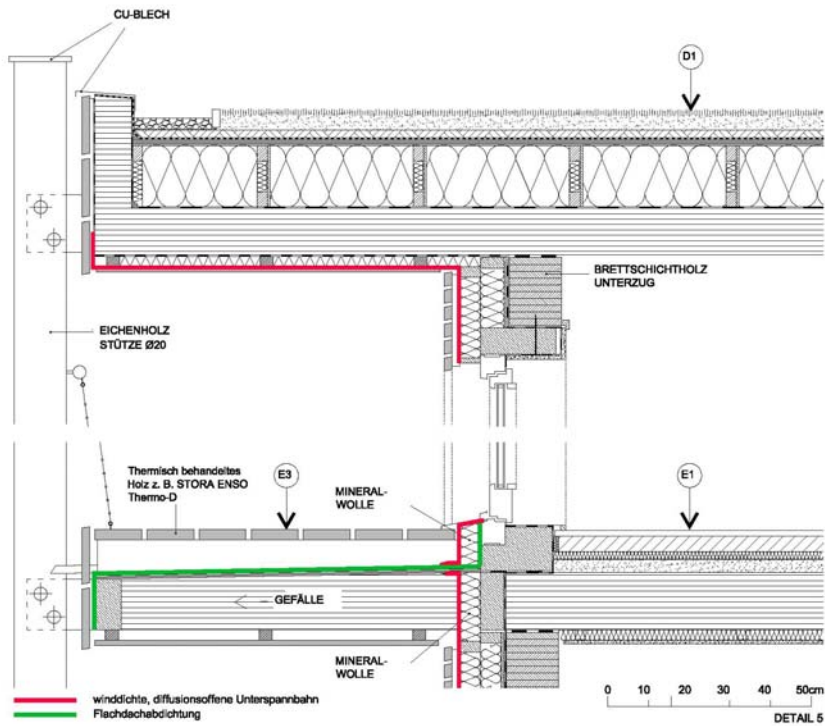 CU-BLECH
D1
BRETTSCHICHTHOLZ
UNTERZUG
EICHENHOLZ
STÜTZE Ø20
Thermisch behandeltes
Holz z. B. STORA ENSO
Thermo-D
E3
MINERAL-
WOLLE
E1
GEFÄLLE
MINERAL-
WOLLE
winddichte, diffusionsoffene Unterspannbahn
Flachdachabdichtung
0 10 20 30 40 50cm
DETAIL 5